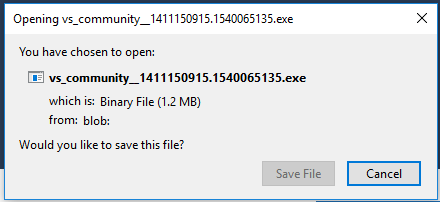 Opening vs_community__1411150915.1540065135.exe
You have chosen to open:
vs_community__1411150915.1540065135.exe
which is: Binary File (1.2 MB)
from: blob:
Would you like to save this file?
Save File Cancel